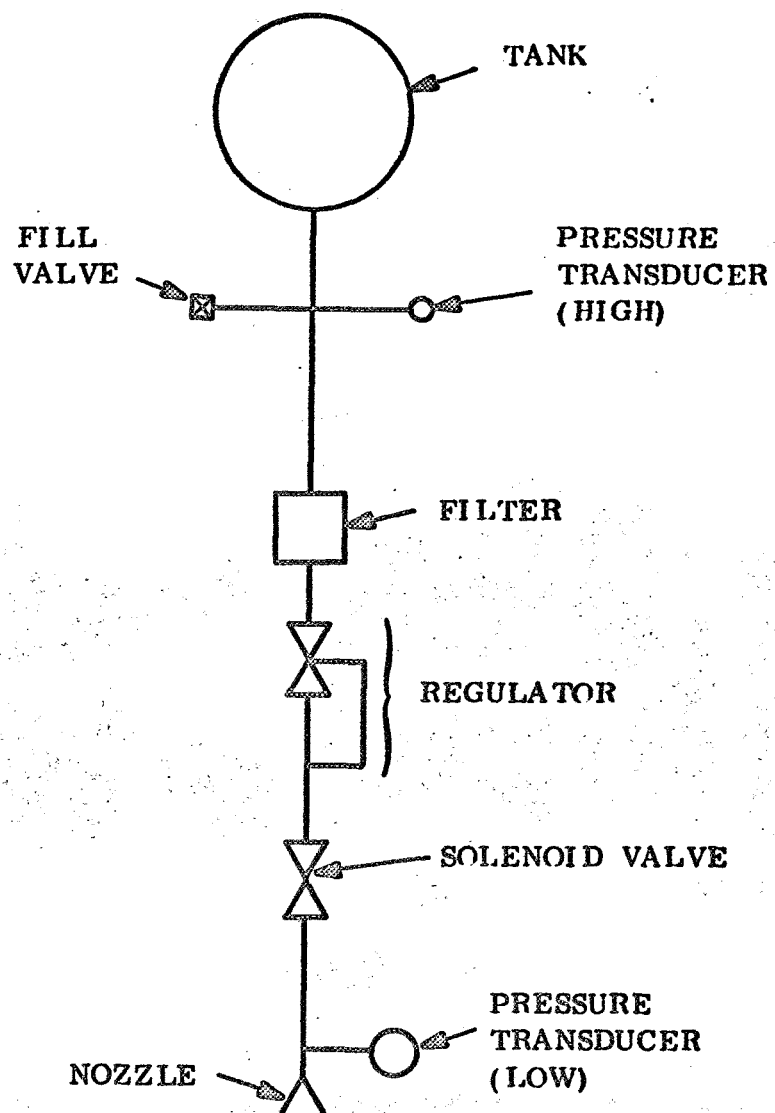 TANK
FILL
VALVE
PRESSURE
TRANSDUCER
(HIGH)
FILTER
REGULATOR
SOLENOID VALVE
PRESSURE
TRANSDUCER
(LOW)
NOZZLE